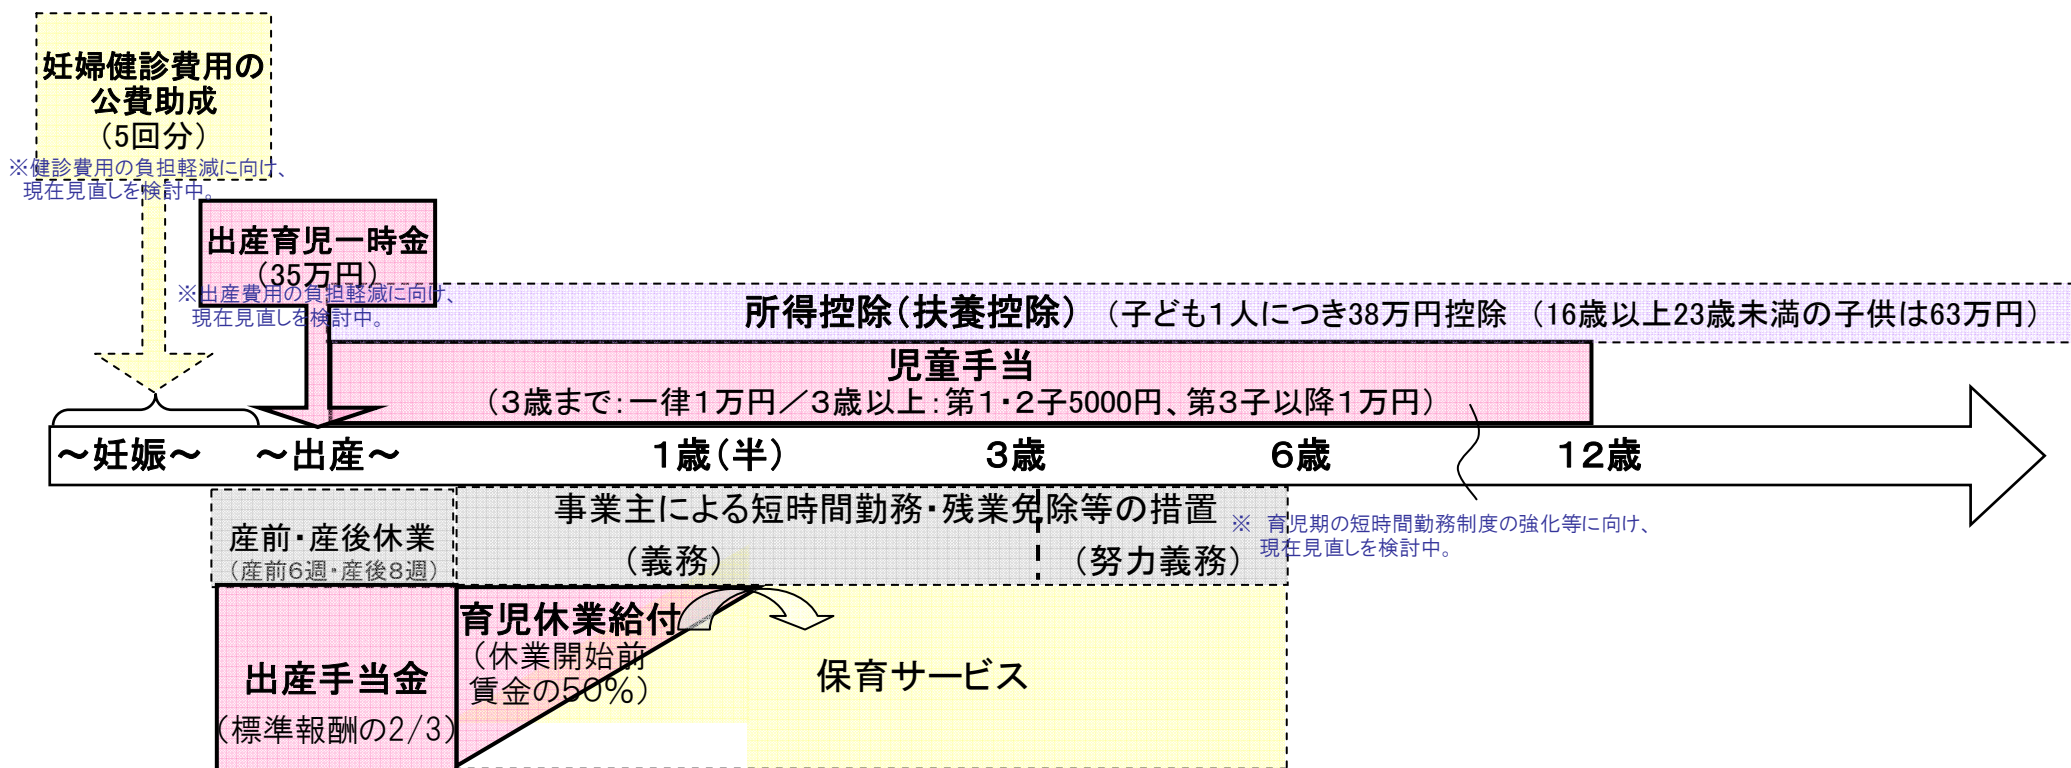 妊婦健診費用の
公費助成
（5回分）
※健診費用の負担軽減に向け、
現在見直しを検討中。
出産育児一時金
（35万円）
※出産費用の負担軽減に向け、
現在見直しを検討中。
所得控除（扶養控除）　（子ども１人につき38万円控除　（16歳以上23歳未満の子供は63万円）
児童手当
（３歳まで：一律１万円／３歳以上：第１・２子5000円、第３子以降１万円）
～妊娠～　～出産～　１歳（半）　３歳　６歳　１２歳
産前・産後休業
（産前６週・産後８週）
事業主による短時間勤務・残業免除等の措置
（義務）　（努力義務）
※　育児期の短時間勤務制度の強化等に向け、
現在見直しを検討中。
出産手当金
（標準報酬の2/3）
育児休業給付
（休業開始前
賃金の50％）
保育サービス